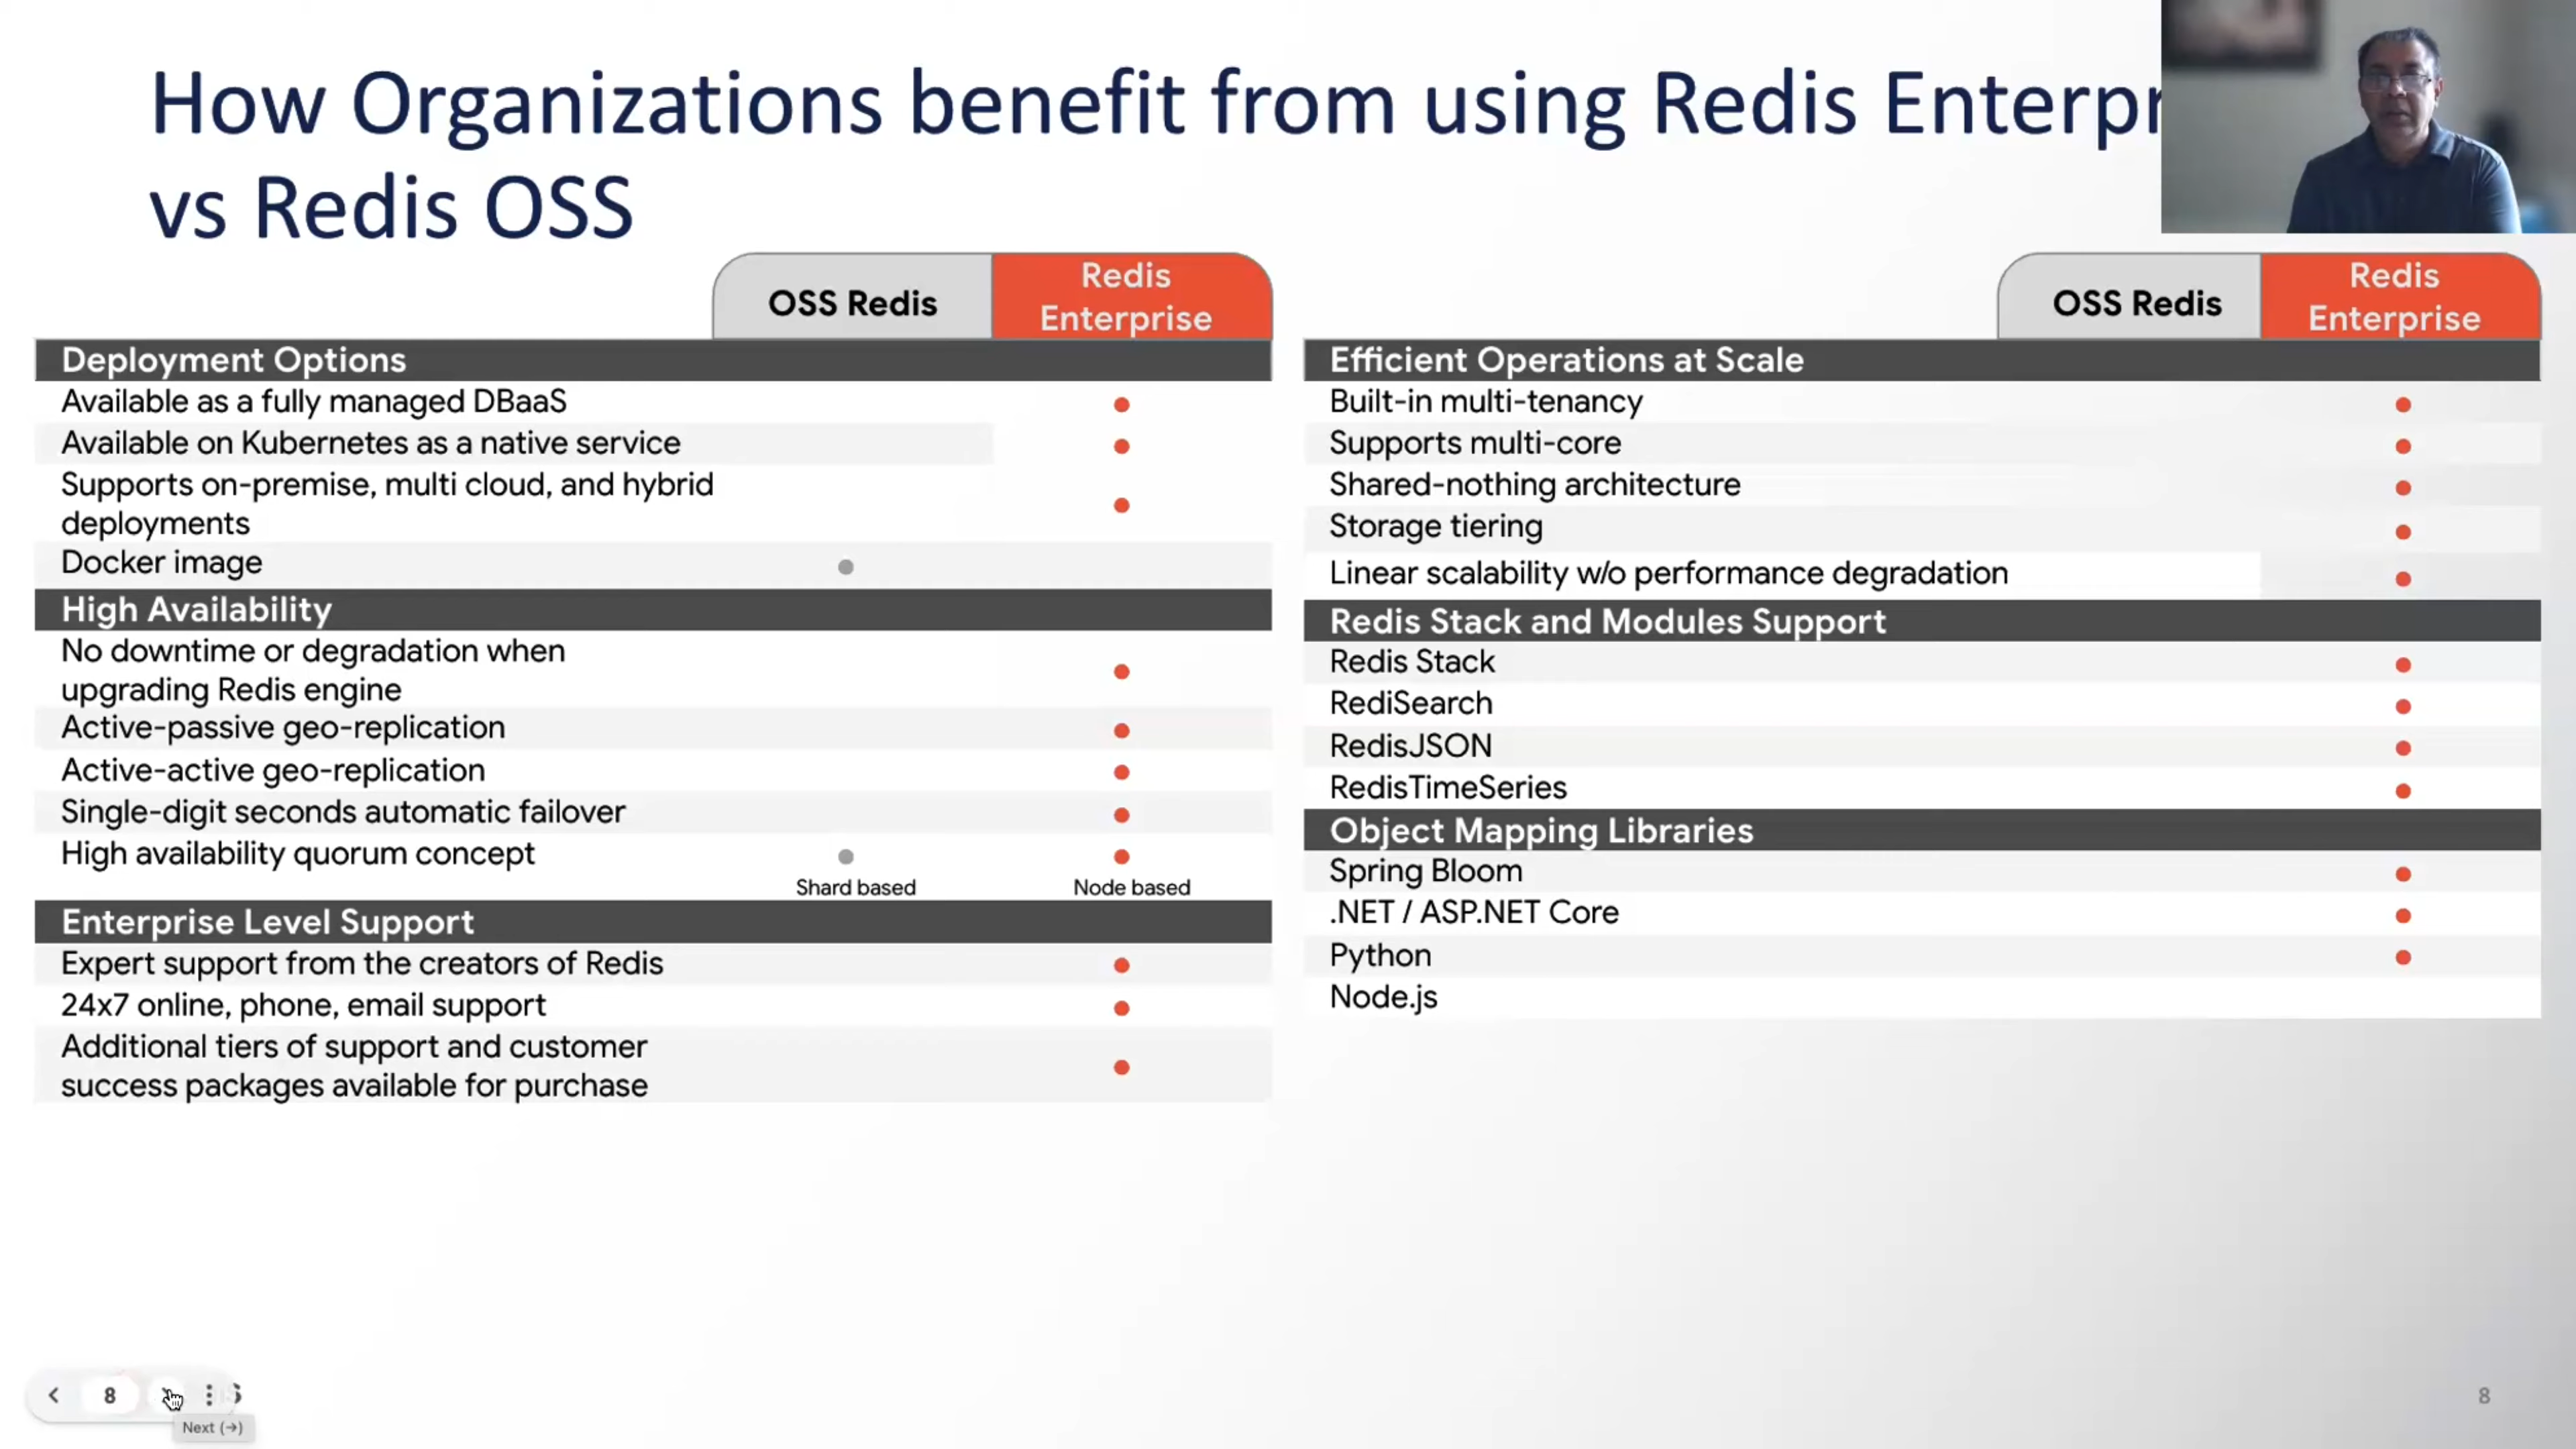 How Organizations benefit from using Redis Enterpr
vs Redis OSS
OSS Redis
Redis
Enterprise
Deployment Options
Available as a fully managed DBaaS
Available on Kubernetes as a native service
Supports on-premise, multi cloud, and hybrid
deployments
Docker image
High Availability
No downtime or degradation when
upgrading Redis engine
Active-passive geo-replication
Active-active geo-replication
Single-digit seconds automatic failover
High availability quorum concept
Shard based
Node based
Enterprise Level Support
Expert support from the creators of Redis
24x7 online, phone, email support
Additional tiers of support and customer
success packages available for purchase
OSS Redis
Redis
Enterprise
Efficient Operations at Scale
Built-in multi-tenancy
Supports multi-core
Shared-nothing architecture
Storage tiering
Linear scalability w/o performance degradation
Redis Stack and Modules Support
Redis Stack
RediSearch
RedisJSON
RedisTimeSeries
Object Mapping Libraries
Spring Bloom
.NET / ASP.NET Core
Python
Node.js
8
Next (→)
8